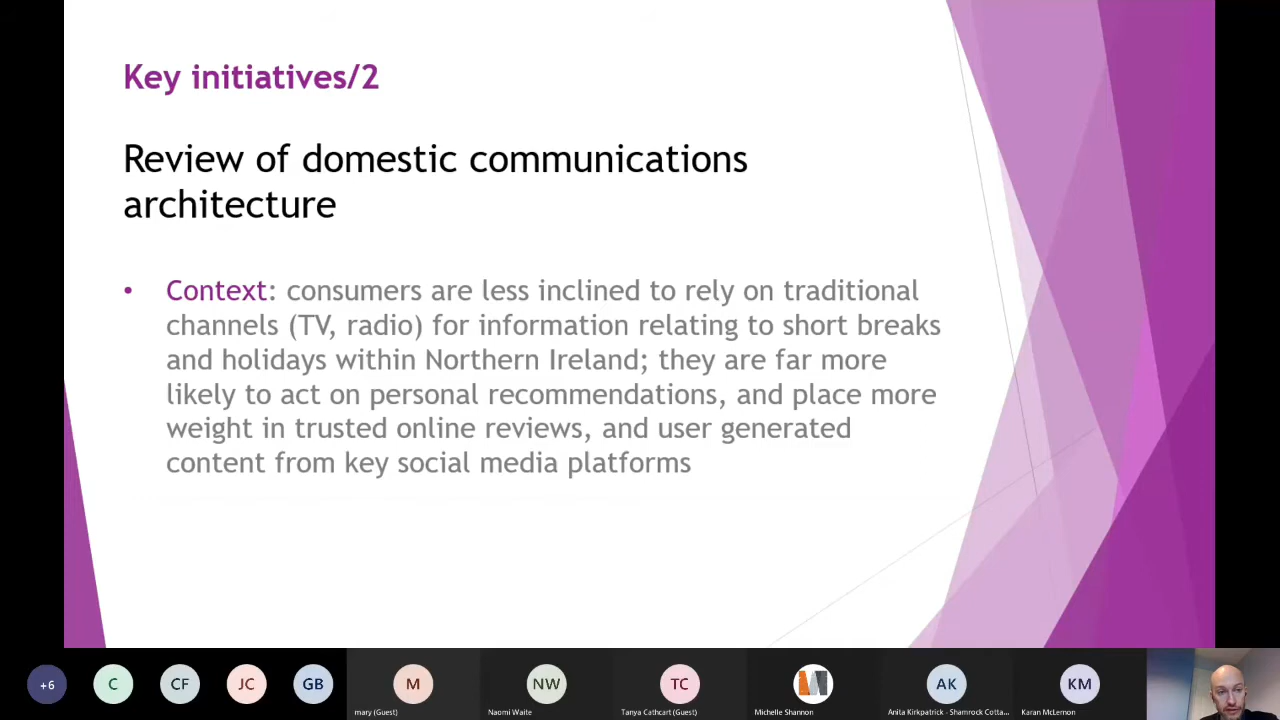 Key initiatives/2
Review of domestic communications
architecture
• Context: consumers are less inclined to rely on traditional
channels (TV, radio) for information relating to short breaks
and holidays within Northern Ireland; they are far more
likely to act on personal recommendations, and place more
weight in trusted online reviews, and user generated
content from key social media platforms
+6
C
CF
JC
GB
M
NW
TC
AK
KM
mary (Guest)
Naomi Waite
Tanya Cathcart (Guest)
Michelle Shannon
Anita Kirkpatrick - Shamrock Cotta...
Karan McLernon